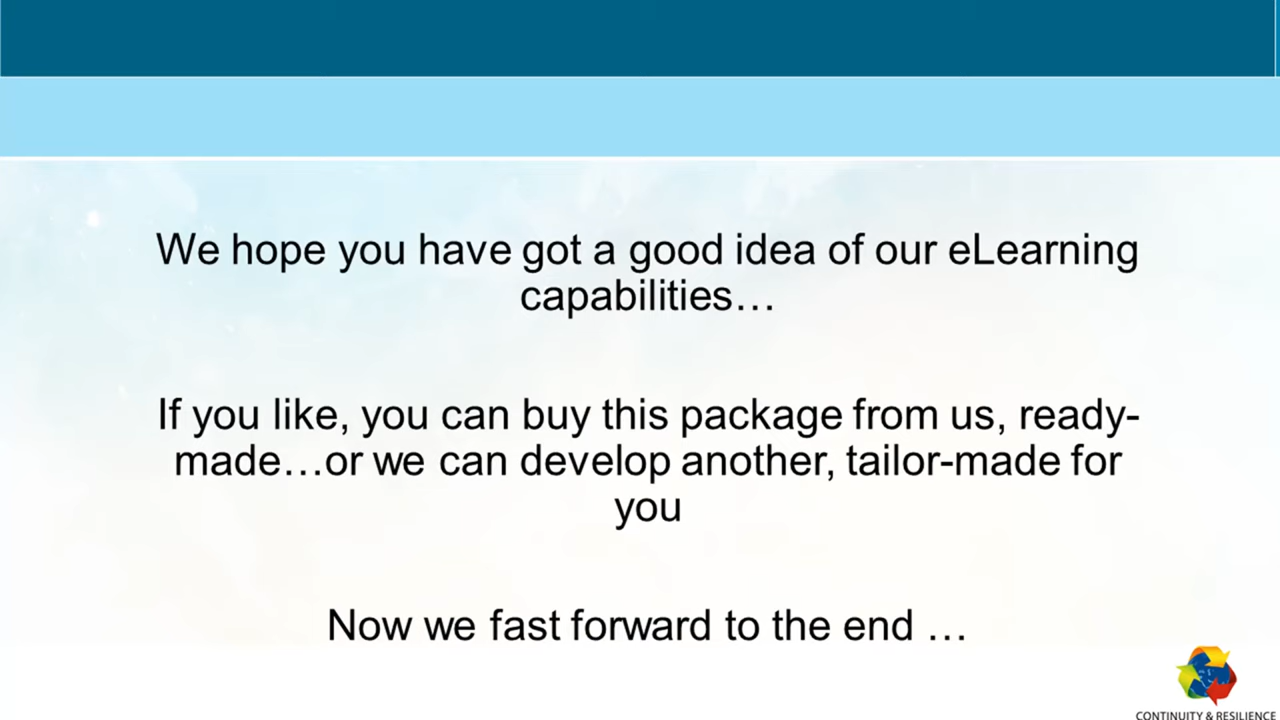 We hope you have got a good idea of our eLearning
capabilities…
If you like, you can buy this package from us, ready-
made…or we can develop another, tailor-made for
you
Now we fast forward to the end …
CONTINUITY & RESILIENCE